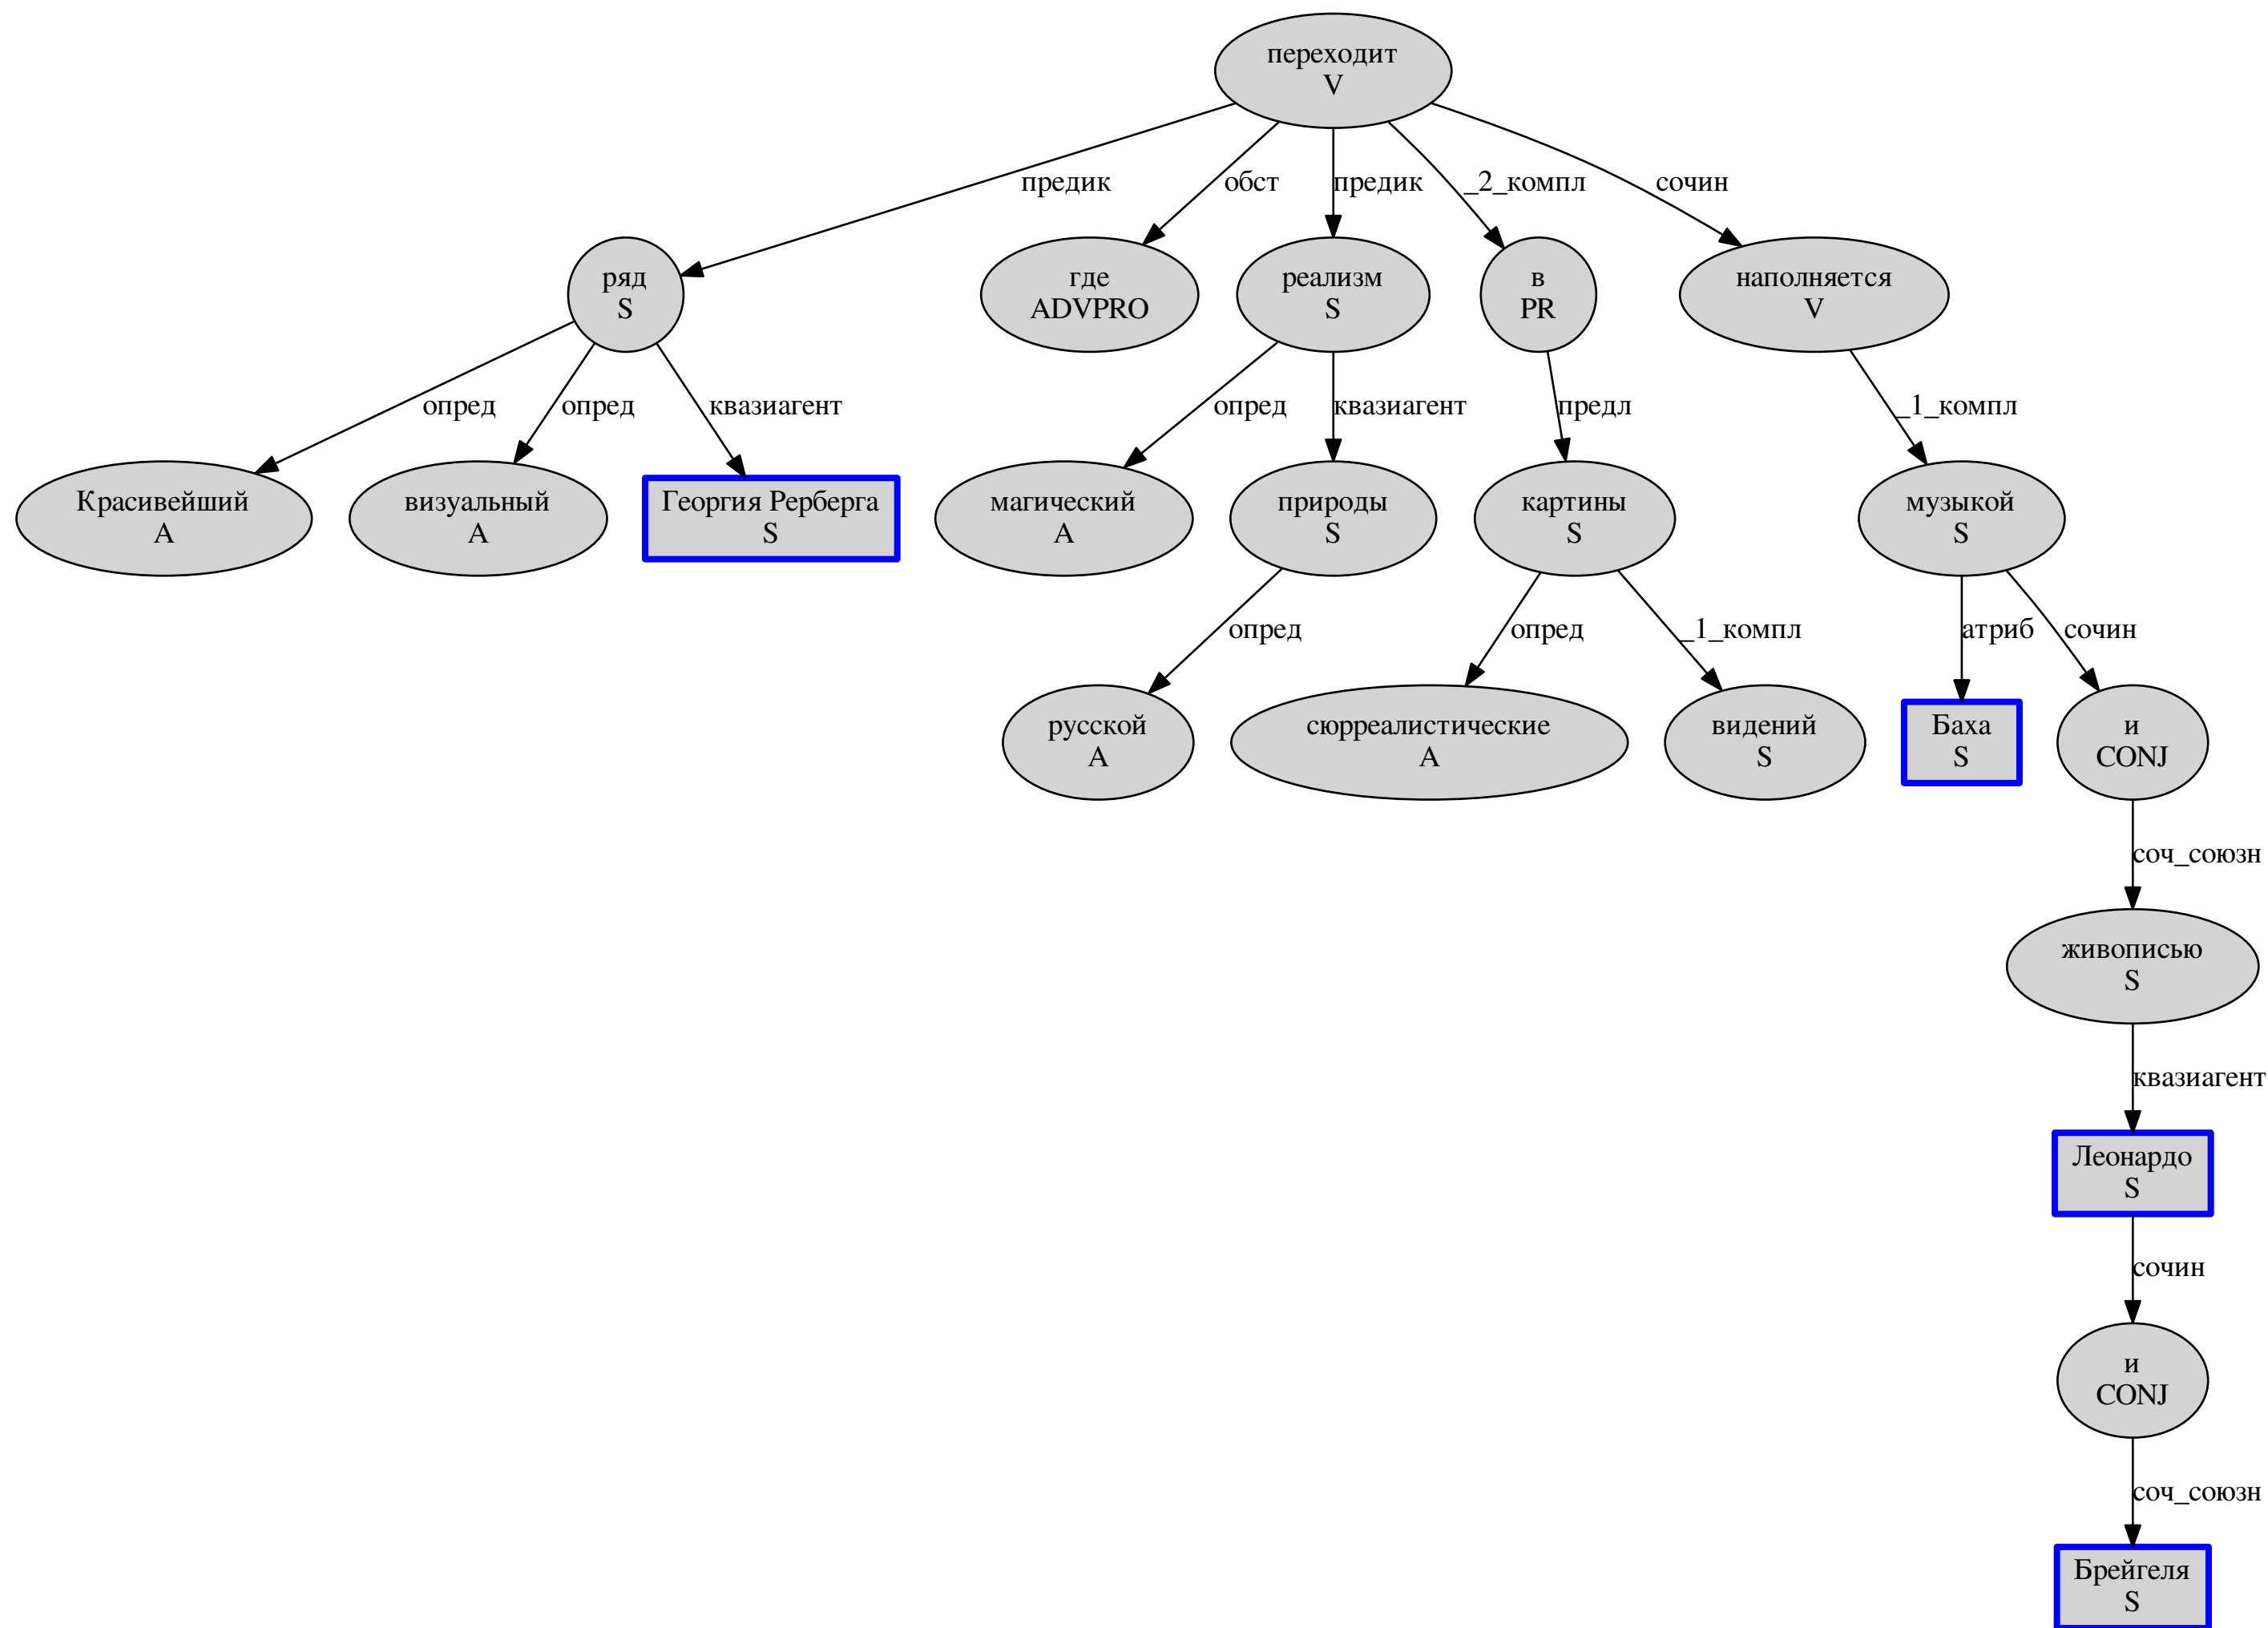 переходит
V
предик
обст
предик
_2_компл
сочин
ряд
S
где
ADVPRO
реализм
S
в
PR
наполняется
V
опред
опред
квазиагент
опред
квазиагент
предл
_1_компл
Красивейший
A
визуальный
A
Георгия Рерберга
S
магический
A
природы
S
картины
S
музыкой
S
опред
опред
_1_компл
атриб
сочин
русской
A
сюрреалистические
A
видений
S
Баха
S
и
CONJ
соч_союзн
живописью
S
квазиагент
Леонардо
S
сочин
и
CONJ
соч_союзн
Брейгеля
S